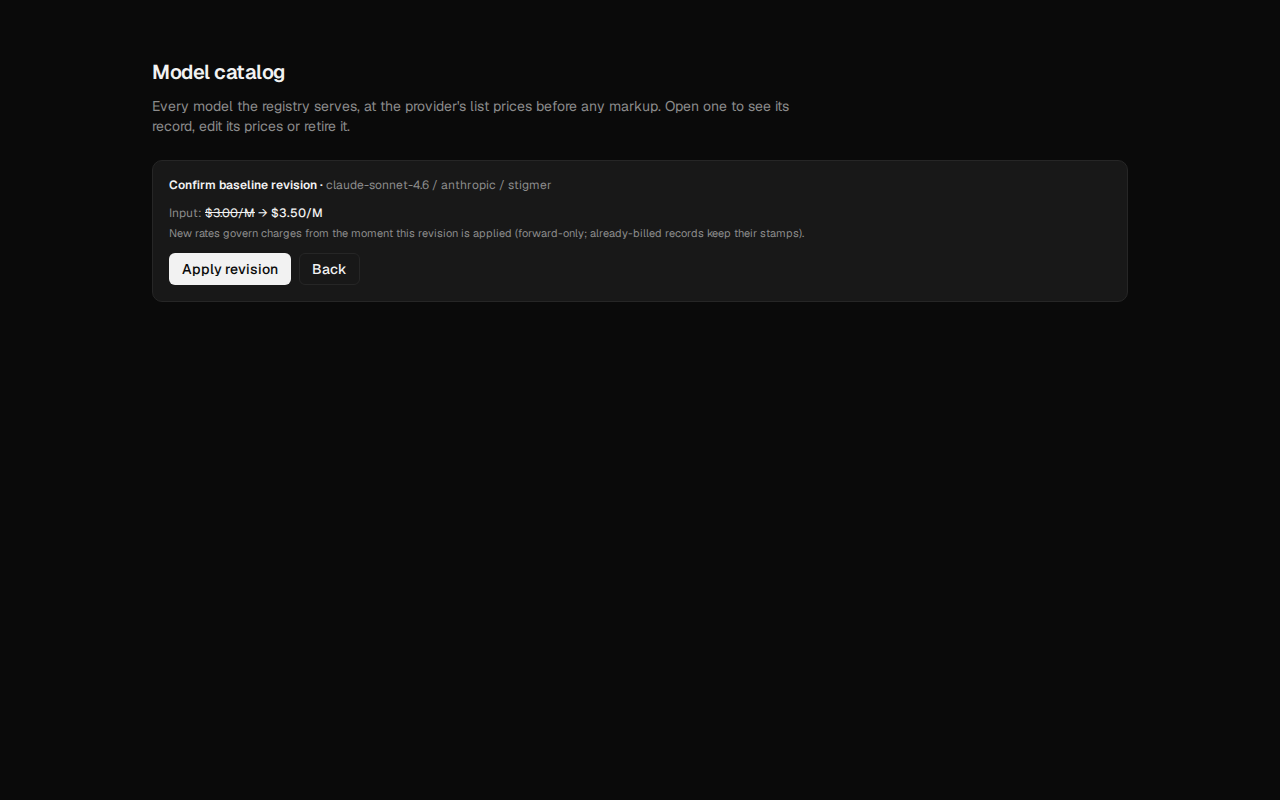 Model catalog
Every model the registry serves, at the provider's list prices before any markup. Open one to see its
record, edit its prices or retire it.
Confirm baseline revision · claude-sonnet-4.6 / anthropic / stigmer
Input: $3.00/M → $3.50/M
New rates govern charges from the moment this revision is applied (forward-only; already-billed records keep their stamps).
Apply revision Back